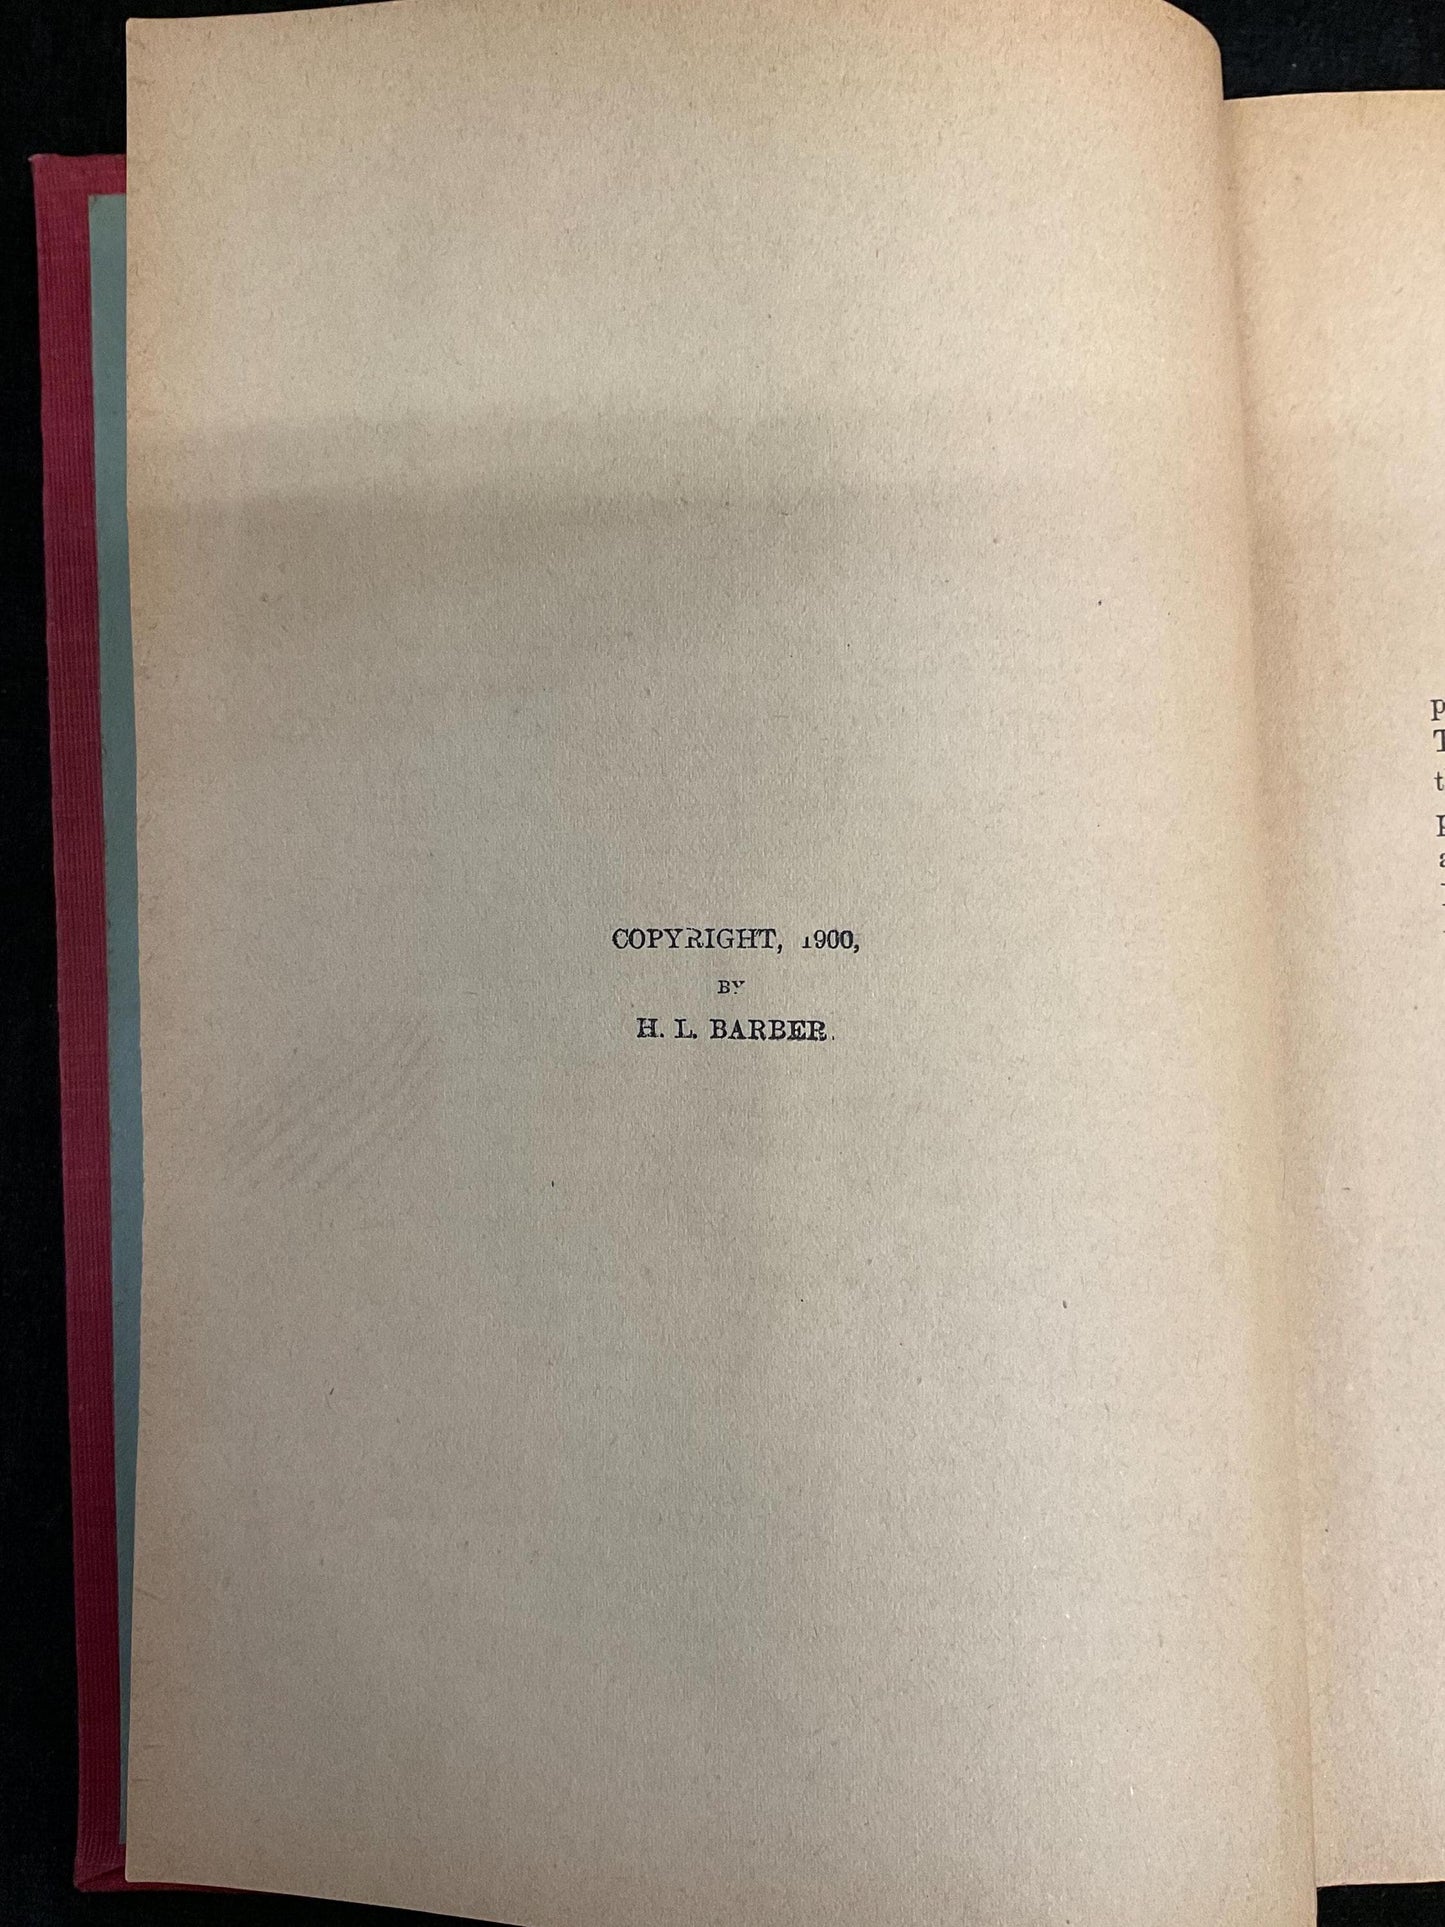 COPYRIGHT, 1900,
BY
H. L. BARBER.